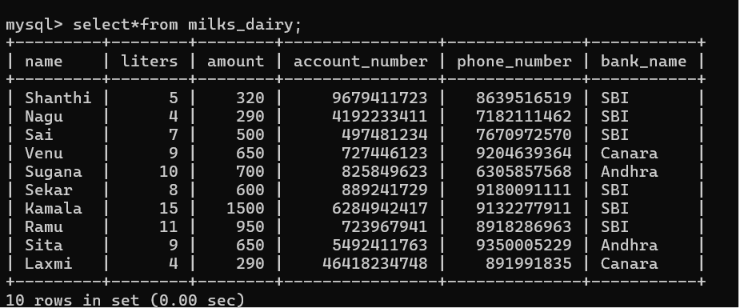 mysql> select*from milks_dairy;
+---------+--------+--------+----------------+--------------+-----------+
| name    | liters | amount | account_number | phone_number | bank_name |
+---------+--------+--------+----------------+--------------+-----------+
| Shanthi |      5 |    320 |     9679411723 |   8639516519 | SBI       |
| Nagu    |      4 |    290 |     4192233411 |   7182111462 | SBI       |
| Sai     |      7 |    500 |      497481234 |   7670972570 | SBI       |
| Venu    |      9 |    650 |      727446123 |   9204639364 | Canara    |
| Sugana  |     10 |    700 |      825849623 |   6305857568 | Andhra    |
| Sekar   |      8 |    600 |      889241729 |   9180091111 | SBI       |
| Kamala  |     15 |   1500 |     6284942417 |   9132277911 | SBI       |
| Ramu    |     11 |    950 |      723967941 |   8918286963 | SBI       |
| Sita    |      9 |    650 |     5492411763 |   9350005229 | Andhra    |
| Laxmi   |      4 |    290 |    46418234748 |    891991835 | Canara    |
+---------+--------+--------+----------------+--------------+-----------+
10 rows in set (0.00 sec)